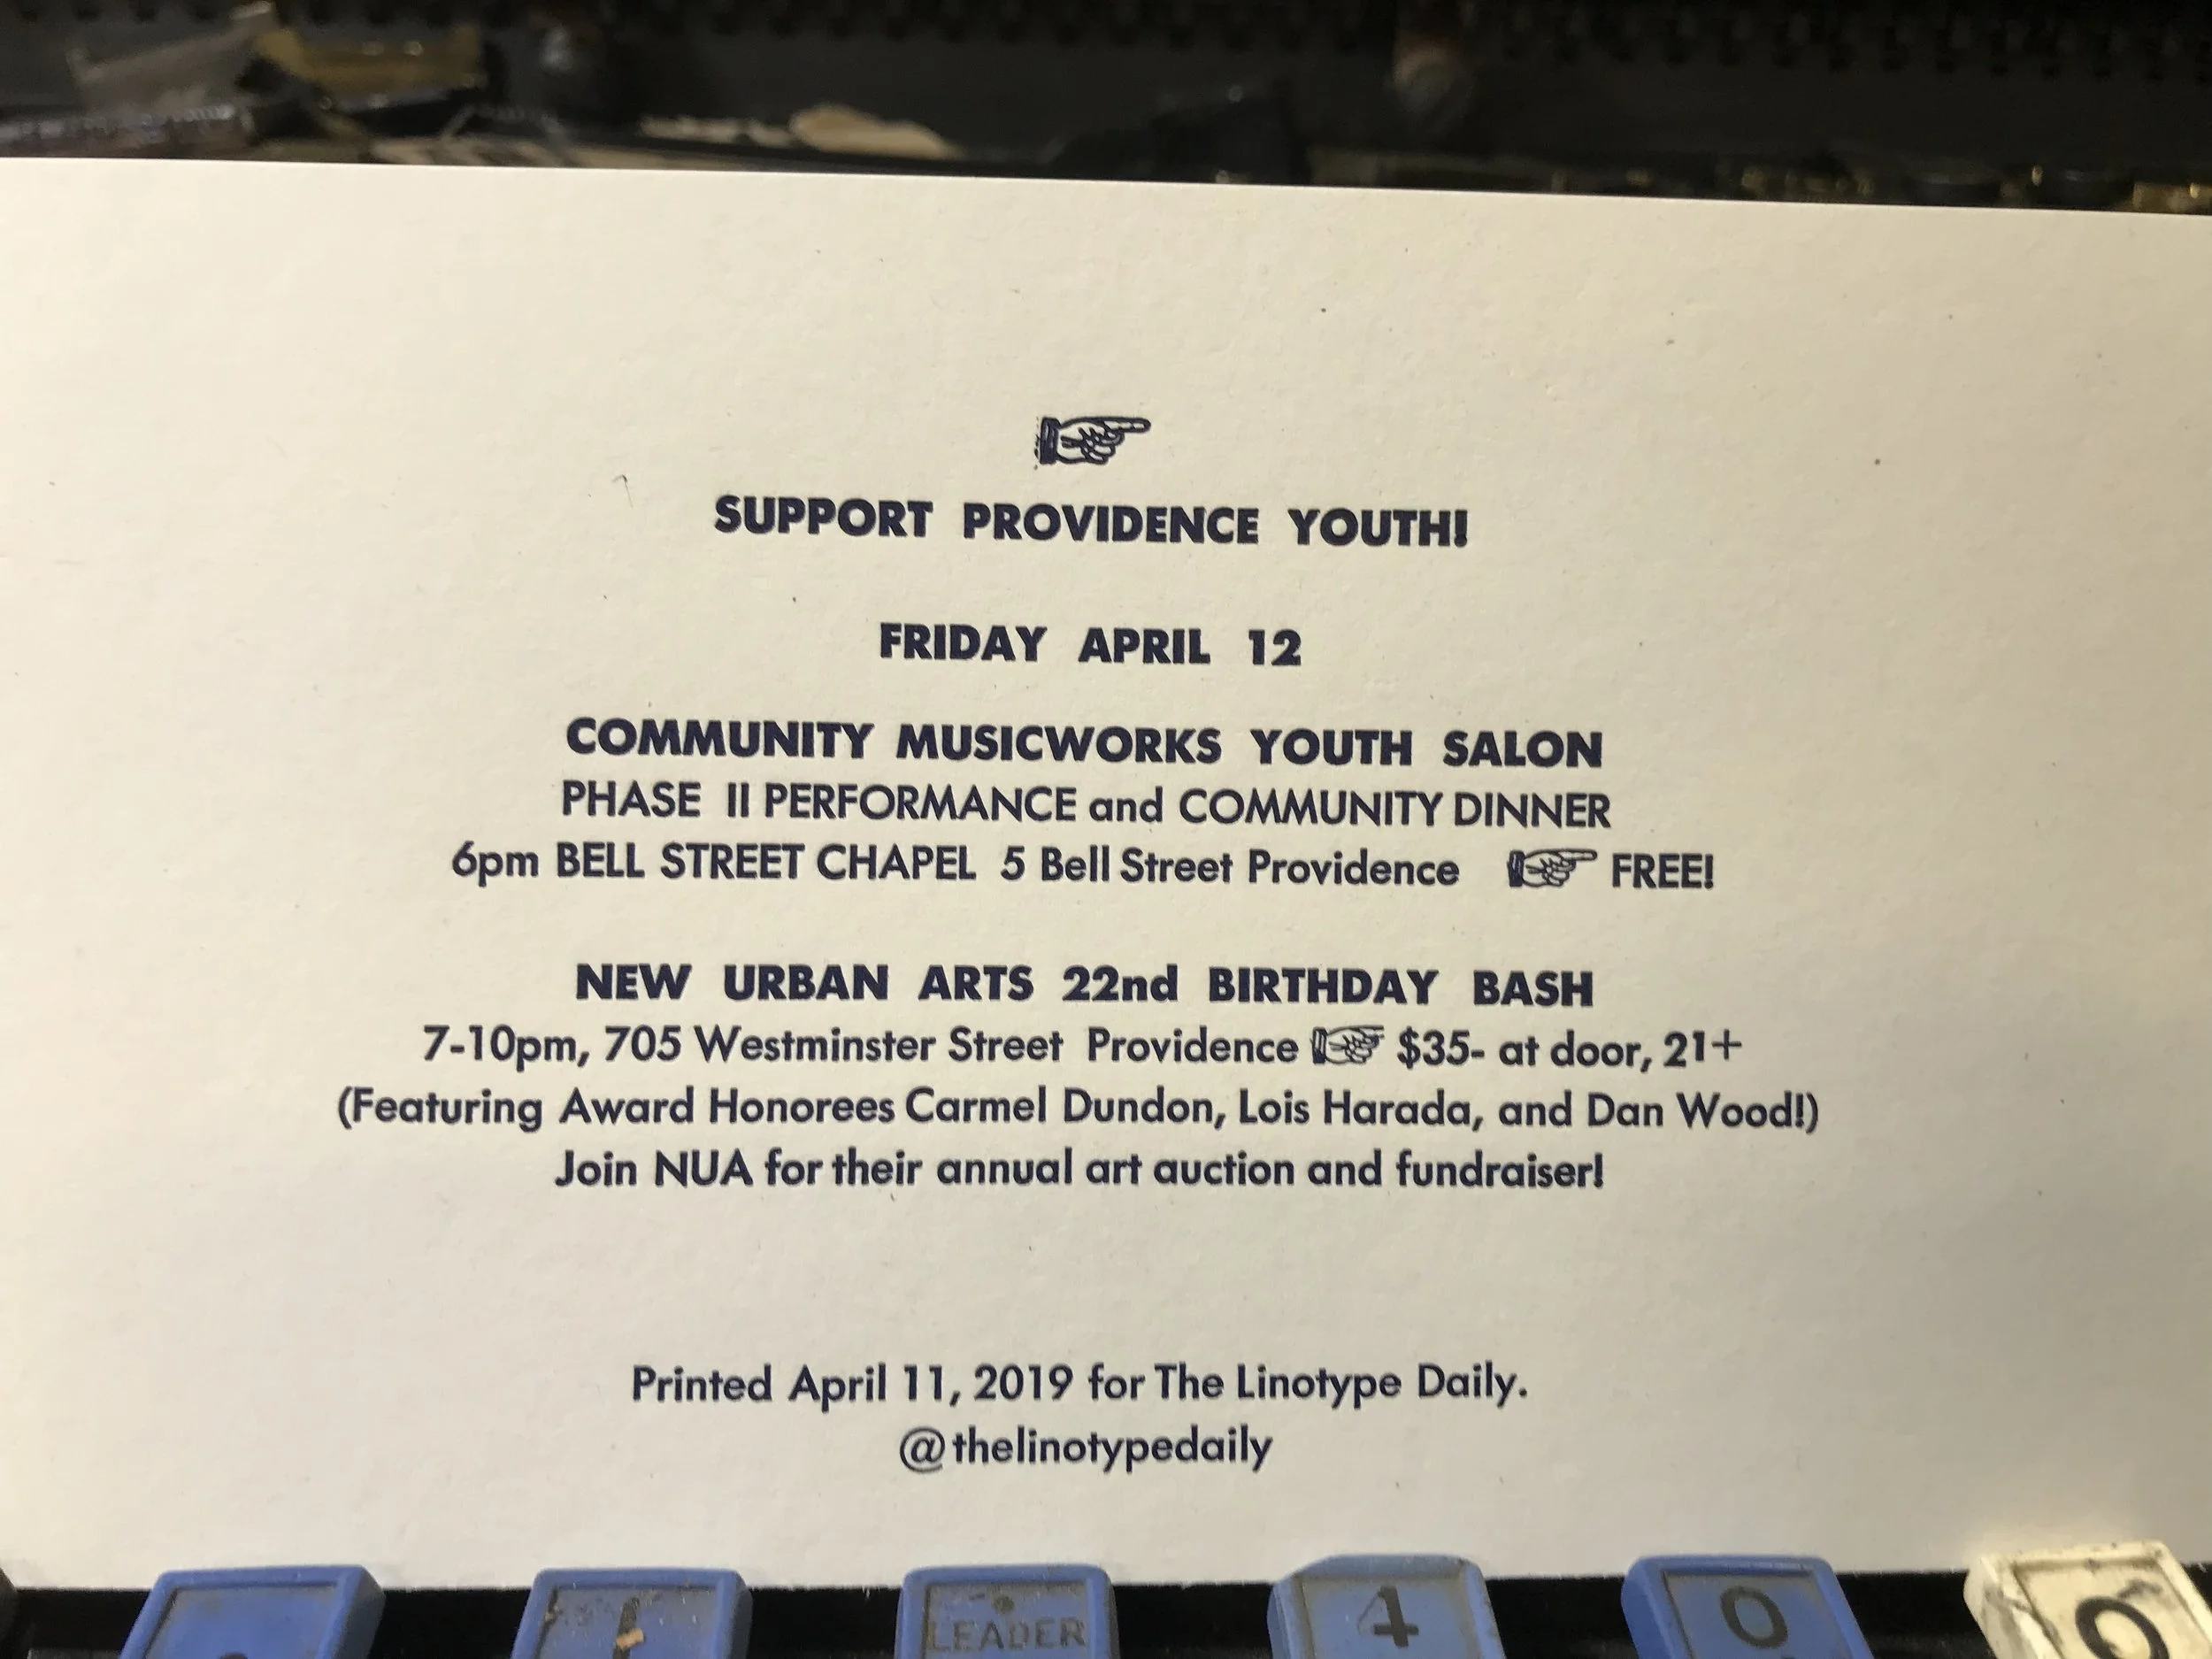 SUPPORT PROVIDENCE YOUTH!
FRIDAY APRIL 12
COMMUNITY MUSICWORKS YOUTH SALON
PHASE II PERFORMANCE and COMMUNITY DINNER
6pm BELL STREET CHAPEL 5 Bell Street Providence ☞ FREE!
NEW URBAN ARTS 22nd BIRTHDAY BASH
7-10pm, 705 Westminster Street Providence ☞ $35- at door, 21+
(Featuring Award Honorees Carmel Dundon, Lois Harada, and Dan Wood!)
Join NUA for their annual art auction and fundraiser!
Printed April 11, 2019 for The Linotype Daily.
@thelinotypedaily
LEADER 4